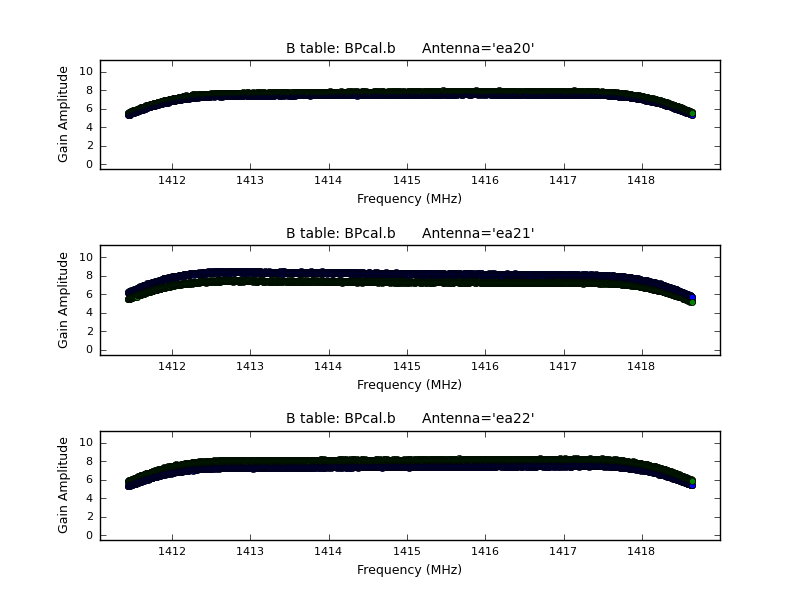 B table: BPcal.b Antenna='ea20'
10
8
6
4
2
0
Gain Amplitude
1412 1413 1414 1415 1416 1417 1418
Frequency (MHz)
B table: BPcal.b Antenna='ea21'
10
8
6
4
2
0
Gain Amplitude
1412 1413 1414 1415 1416 1417 1418
Frequency (MHz)
B table: BPcal.b Antenna='ea22'
10
8
6
4
2
0
Gain Amplitude
1412 1413 1414 1415 1416 1417 1418
Frequency (MHz)